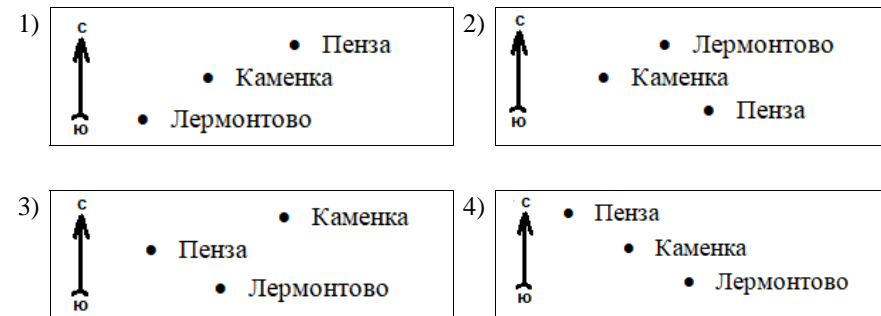 1)
С
Пенза
Каменка
Лермонтово
Ю
2)
С
Лермонтово
Каменка
Пенза
Ю
3)
С
Каменка
Пенза
Лермонтово
Ю
4)
С
Пенза
Каменка
Лермонтово
Ю